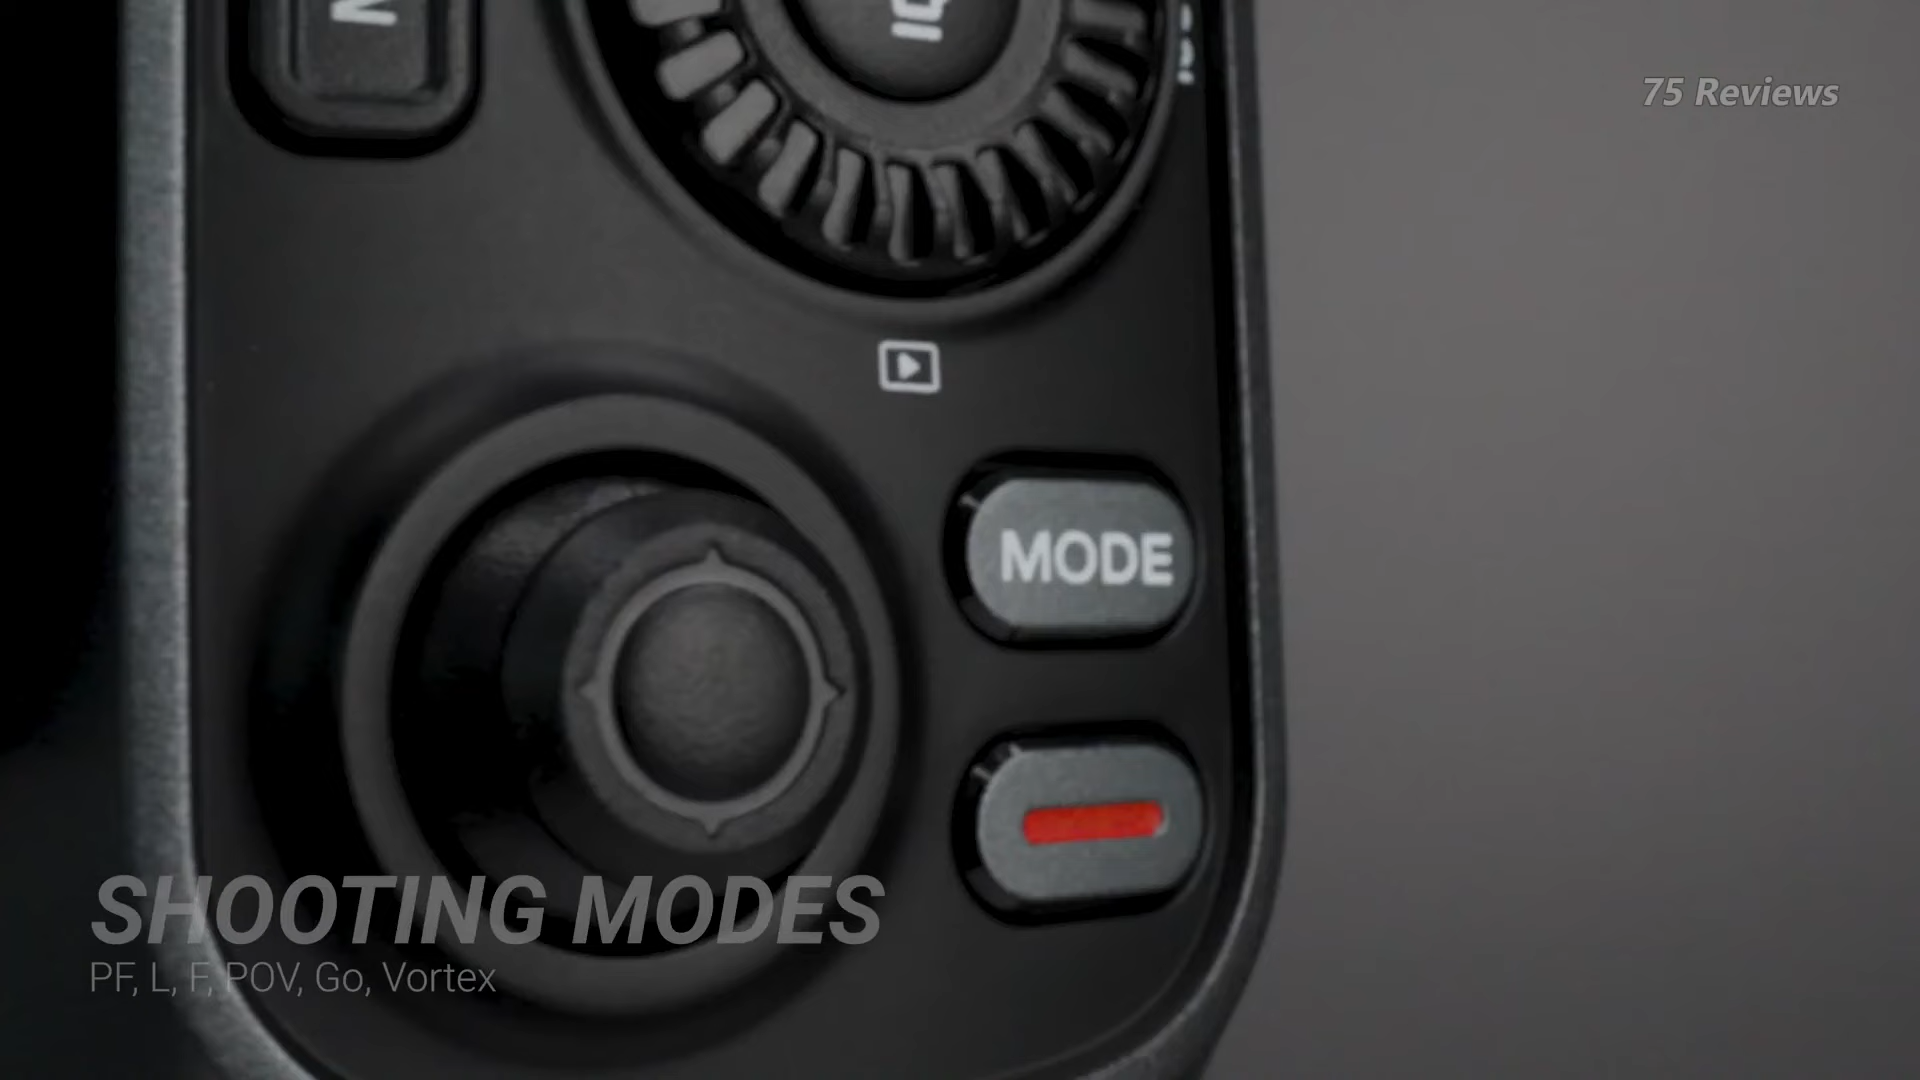 75 Reviews
MODE
SHOOTING MODES
PF, L, F, POV, Go, Vortex